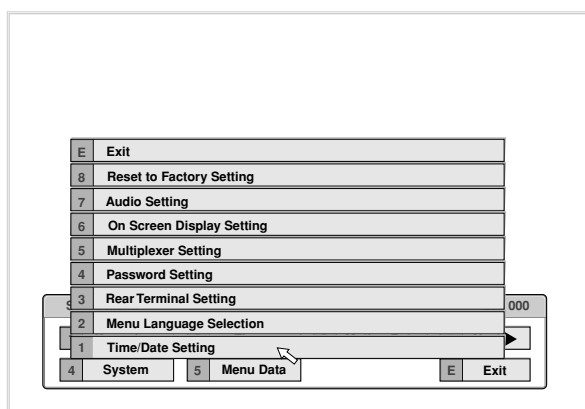 E Exit
8 Reset to Factory Setting
7 Audio Setting
6 On Screen Display Setting
5 Multiplexer Setting
4 Password Setting
3 Rear Terminal Setting
000
2 Menu Language Selection
1 Time/Date Setting
4 System 5 Menu Data E Exit